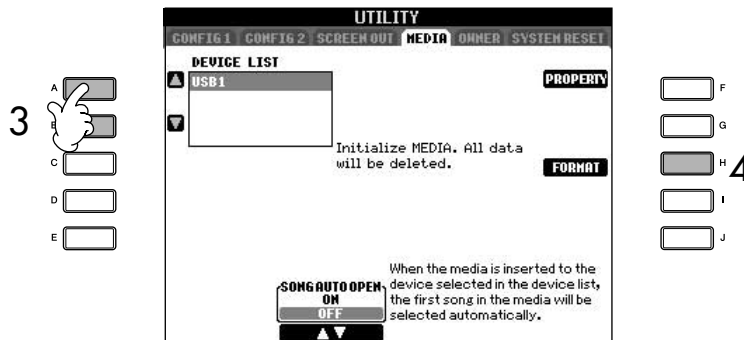 UTILITY
CONFIG 1 CONFIG 2 SCREEN OUT MEDIA OWNER SYSTEM RESET
DEVICE LIST
USB1
PROPERTY
Initialize MEDIA. All data
will be deleted.
FORMAT
When the media is inserted to the
device selected in the device list,
the first song in the media will be
selected automatically.
SONG AUTO OPEN
ON
OFF
3
A
C
D
E
F
G
H
I
J
4